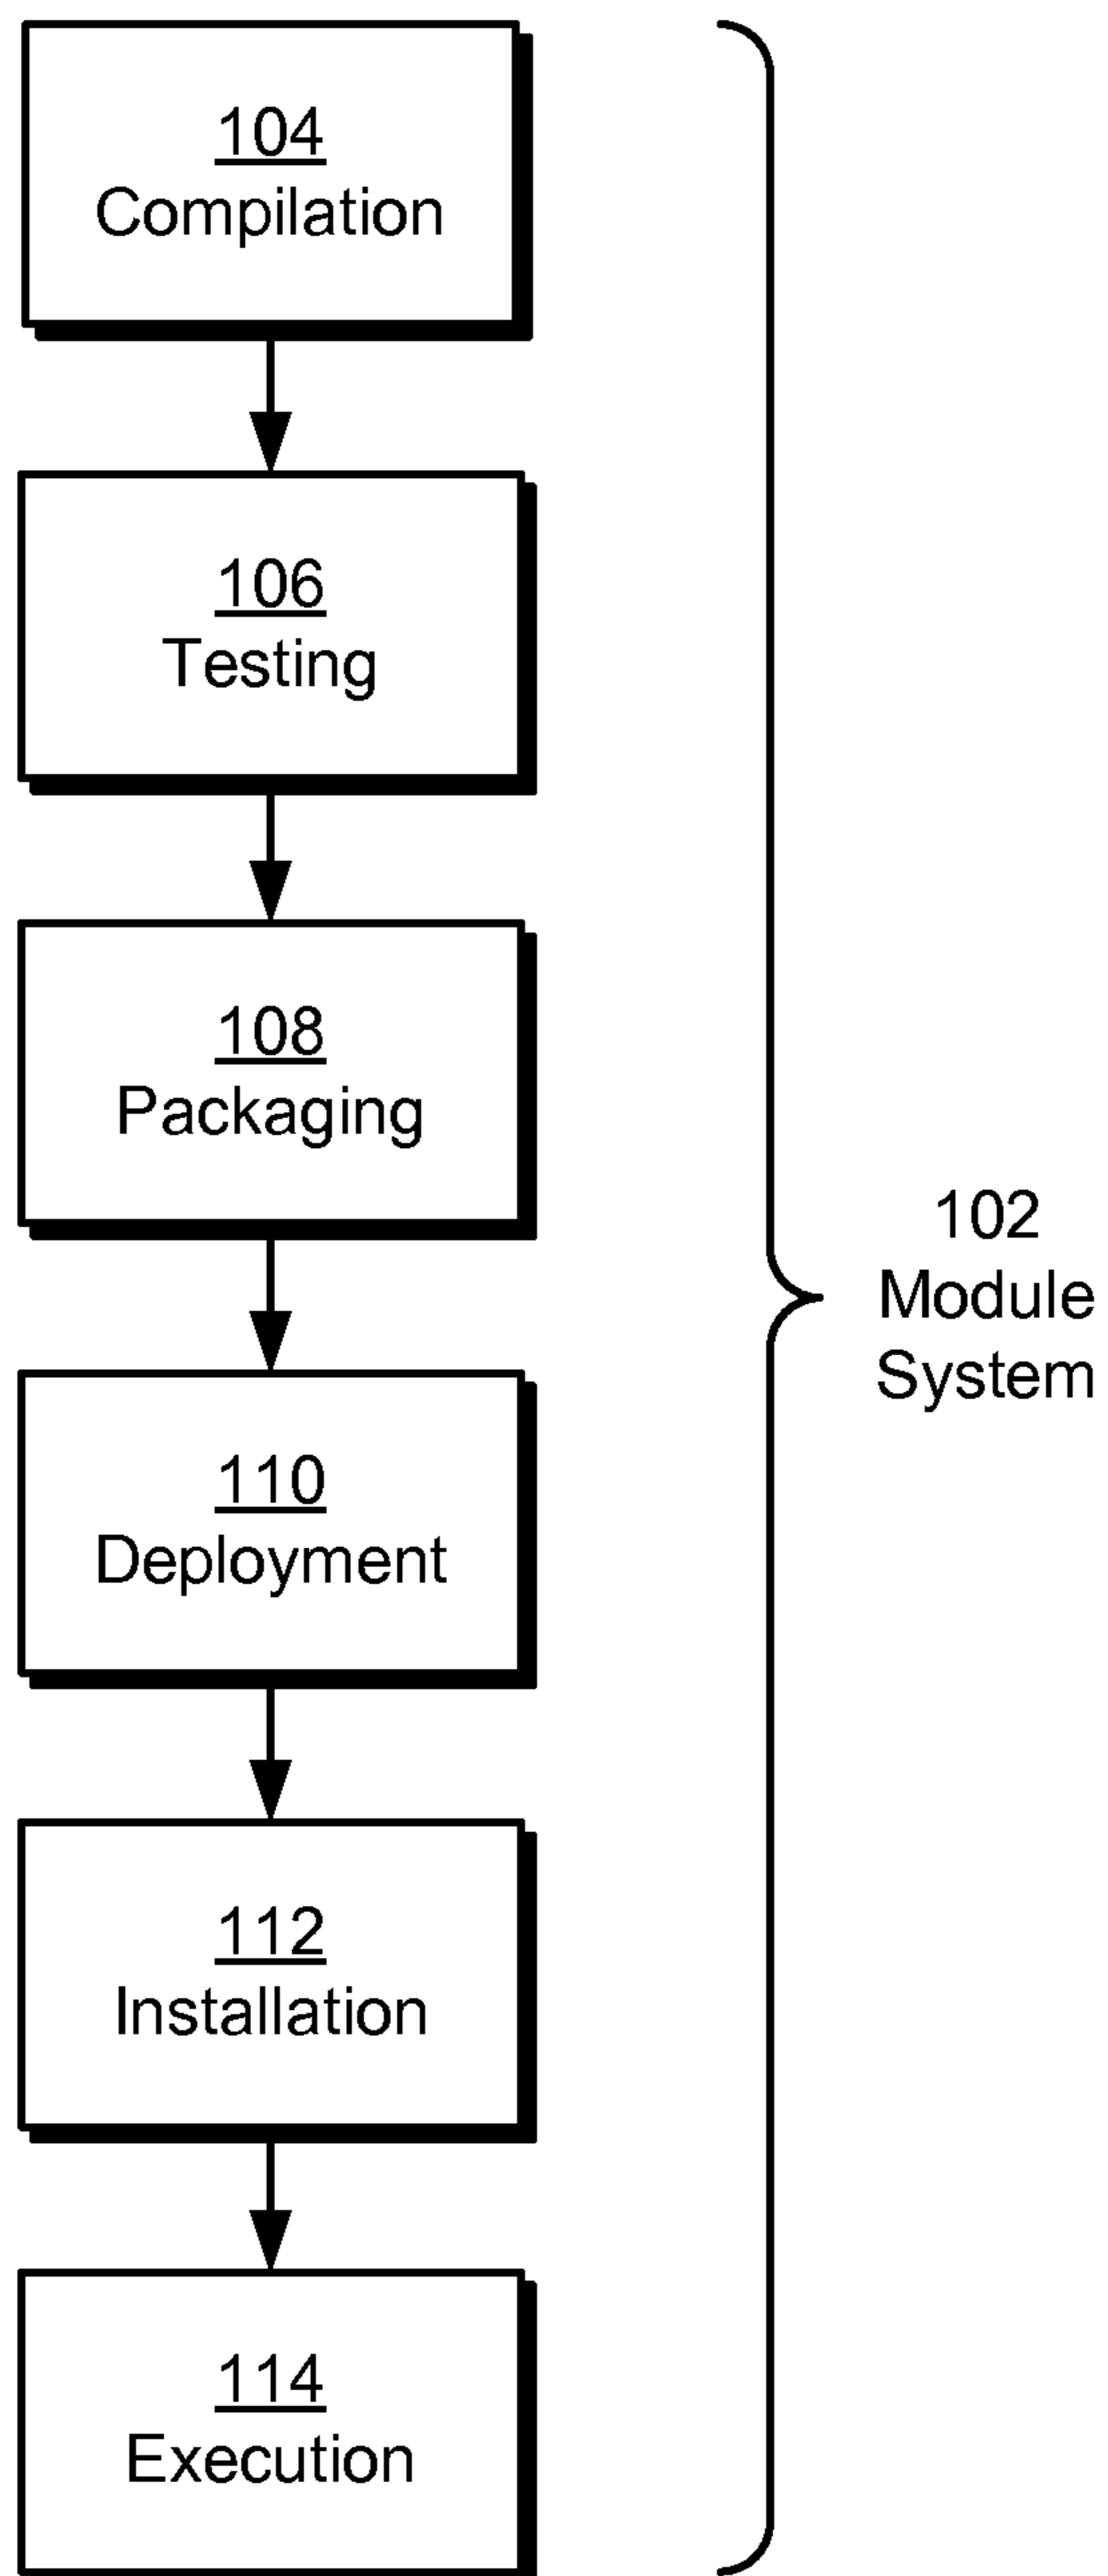 104
Compilation
106
Testing
108
Packaging
102
Module
System
110
Deployment
112
Installation
114
Execution